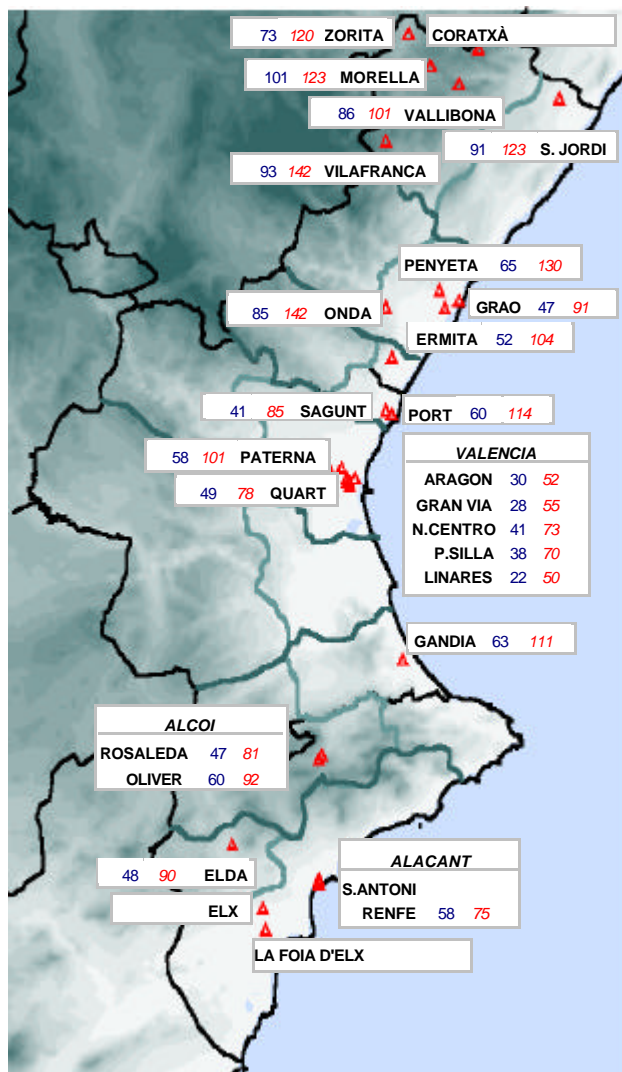 73 120 ZORITA
CORATXÀ
101 123 MORELLA
86 101 VALLIBONA
91 123 S. JORDI
93 142 VILAFRANCA
PENYETA 65 130
85 142 ONDA
GRAO 47 91
ERMITA 52 104
41 85 SAGUNT
PORT 60 114
58 101 PATERNA
49 78 QUART
VALENCIA
ARAGON 30 52
GRAN VIA 28 55
N.CENTRO 41 73
P.SILLA 38 70
LINARES 22 50
GANDIA 63 111
ALCOI
ROSALEDA 47 81
OLIVER 60 92
48 90 ELDA
ELX
ALACANT
S.ANTONI
RENFE 58 75
LA FOIA D'ELX